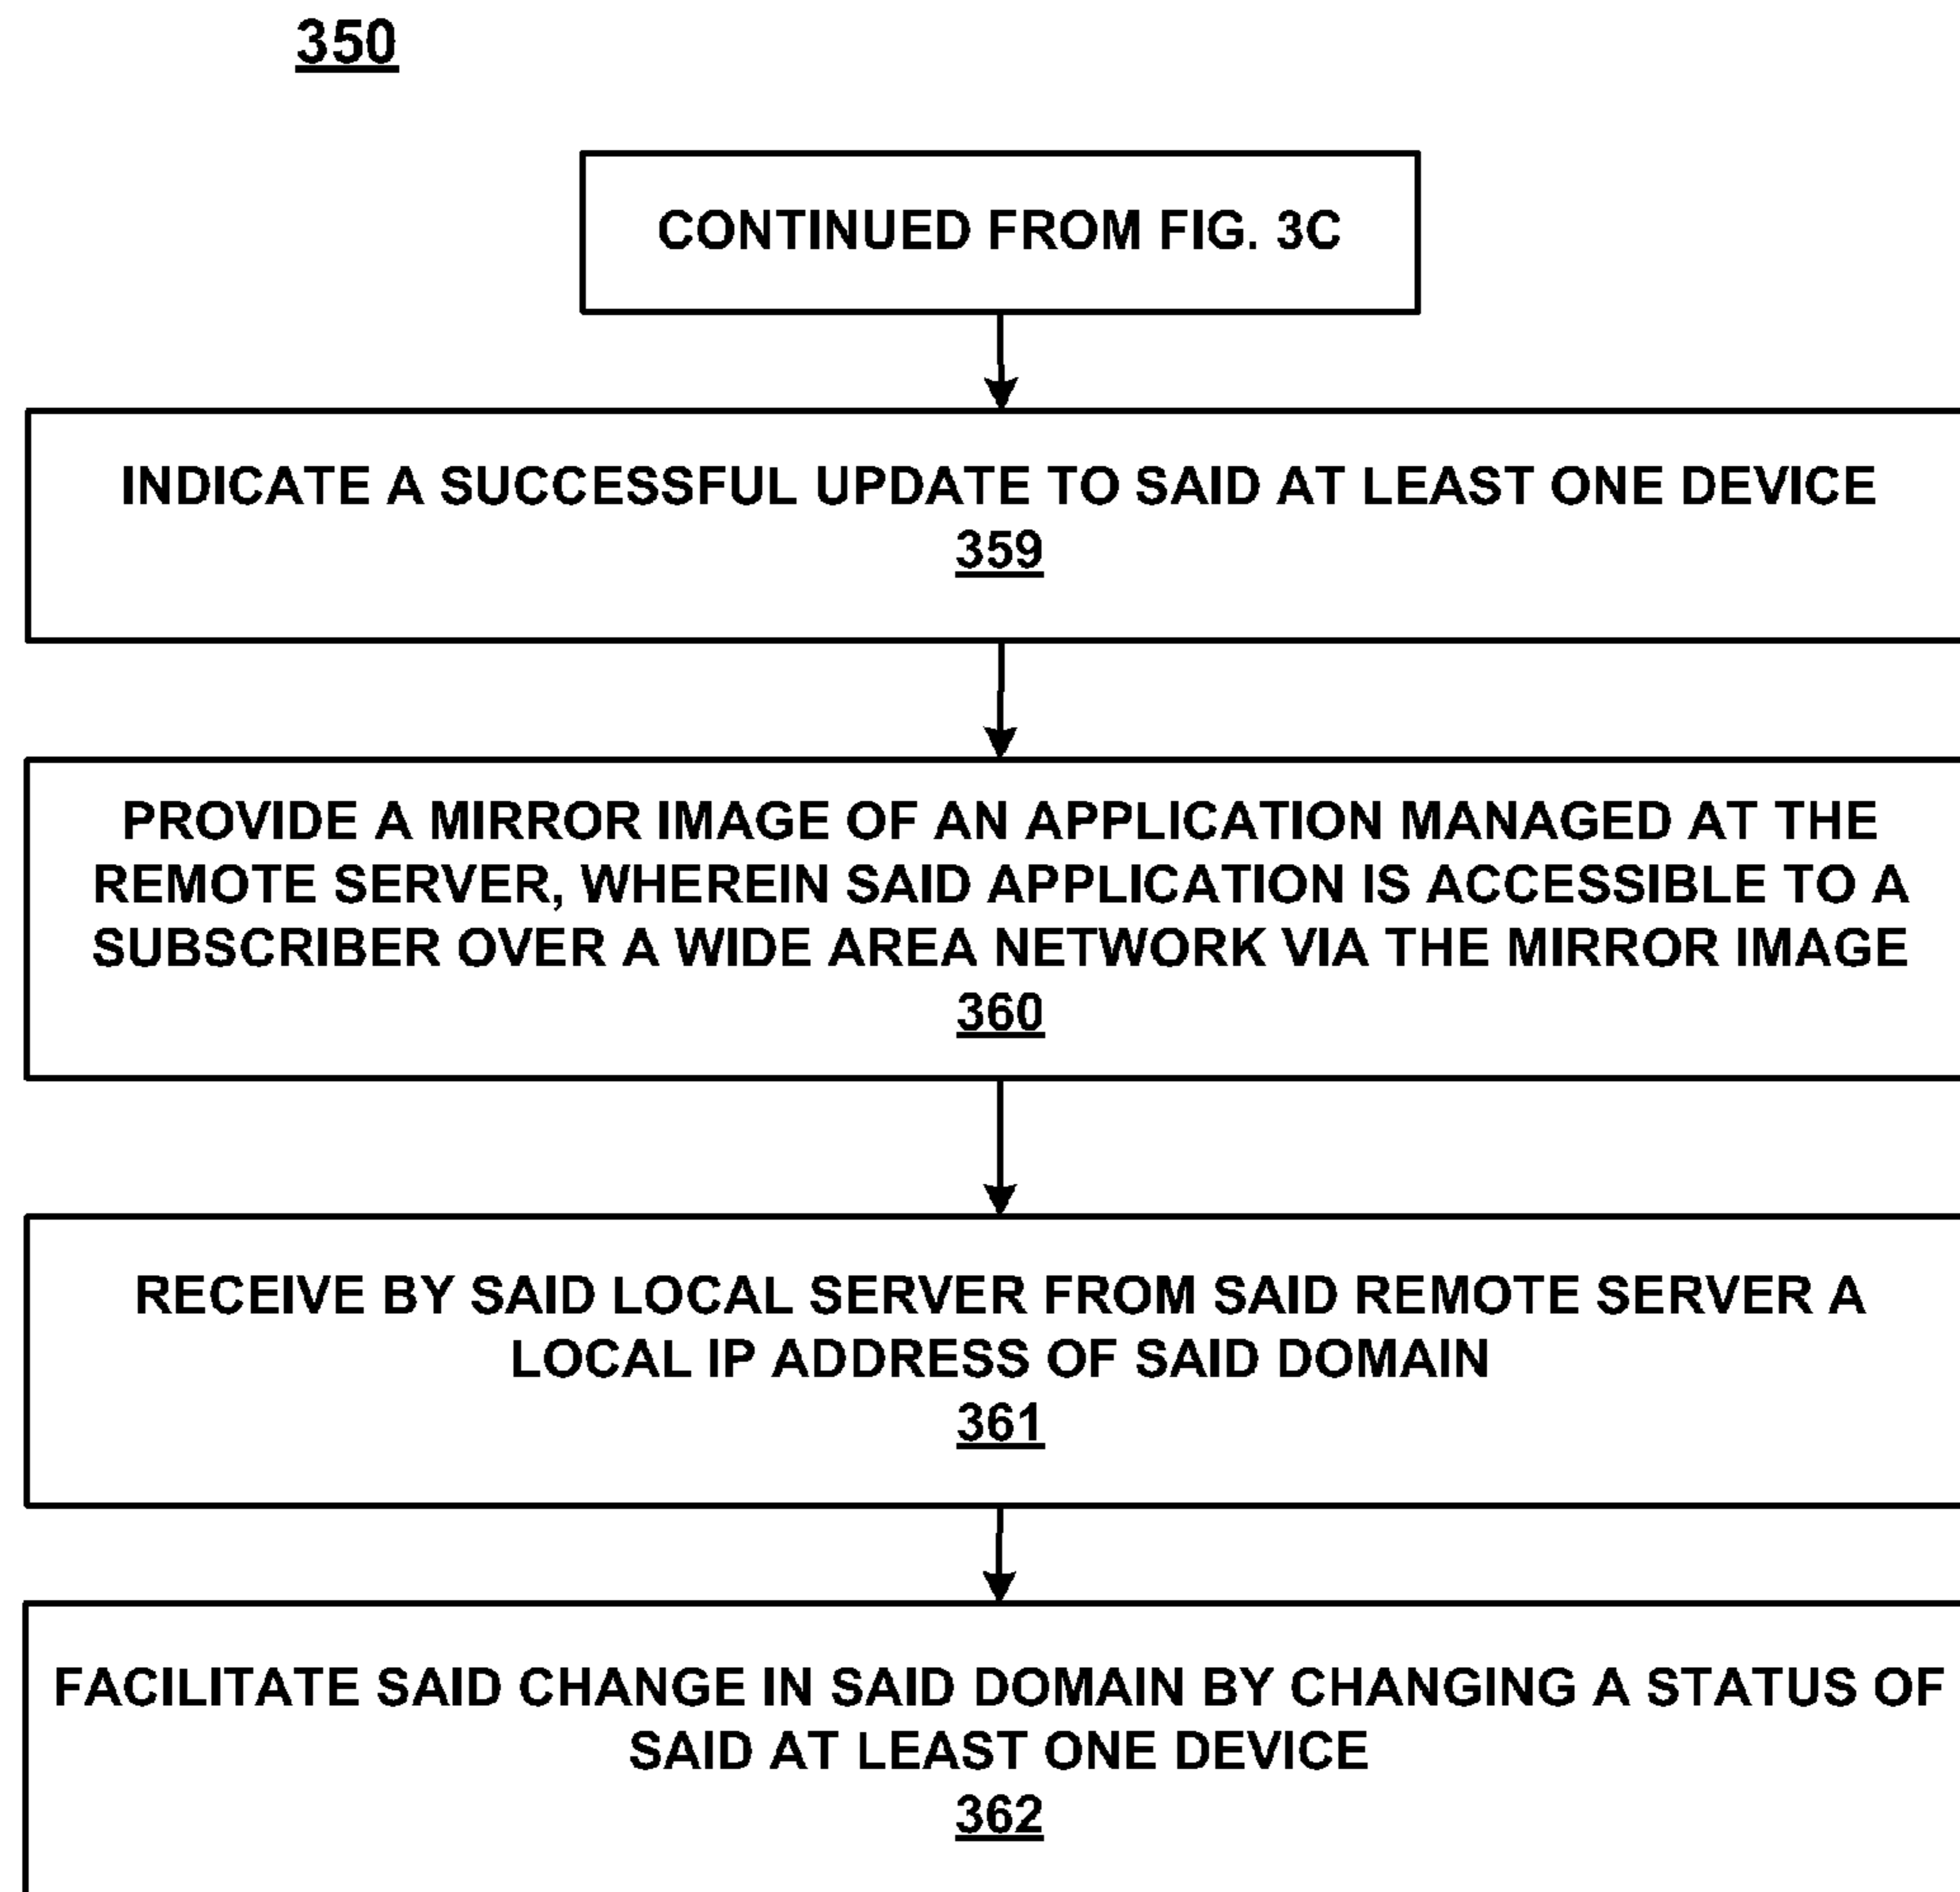 350
CONTINUED FROM FIG. 3C
INDICATE A SUCCESSFUL UPDATE TO SAID AT LEAST ONE DEVICE
359
PROVIDE A MIRROR IMAGE OF AN APPLICATION MANAGED AT THE
REMOTE SERVER, WHEREIN SAID APPLICATION IS ACCESSIBLE TO A
SUBSCRIBER OVER A WIDE AREA NETWORK VIA THE MIRROR IMAGE
360
RECEIVE BY SAID LOCAL SERVER FROM SAID REMOTE SERVER A
LOCAL IP ADDRESS OF SAID DOMAIN
361
FACILITATE SAID CHANGE IN SAID DOMAIN BY CHANGING A STATUS OF
SAID AT LEAST ONE DEVICE
362